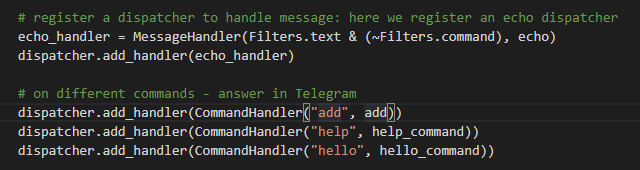 # register a dispatcher to handle message: here we register an echo dispatcher
echo_handler = MessageHandler(Filters.text & (~Filters.command), echo)
dispatcher.add_handler(echo_handler)
# on different commands - answer in Telegram
dispatcher.add_handler(CommandHandler("add", add))
dispatcher.add_handler(CommandHandler("help", help_command))
dispatcher.add_handler(CommandHandler("hello", hello_command))